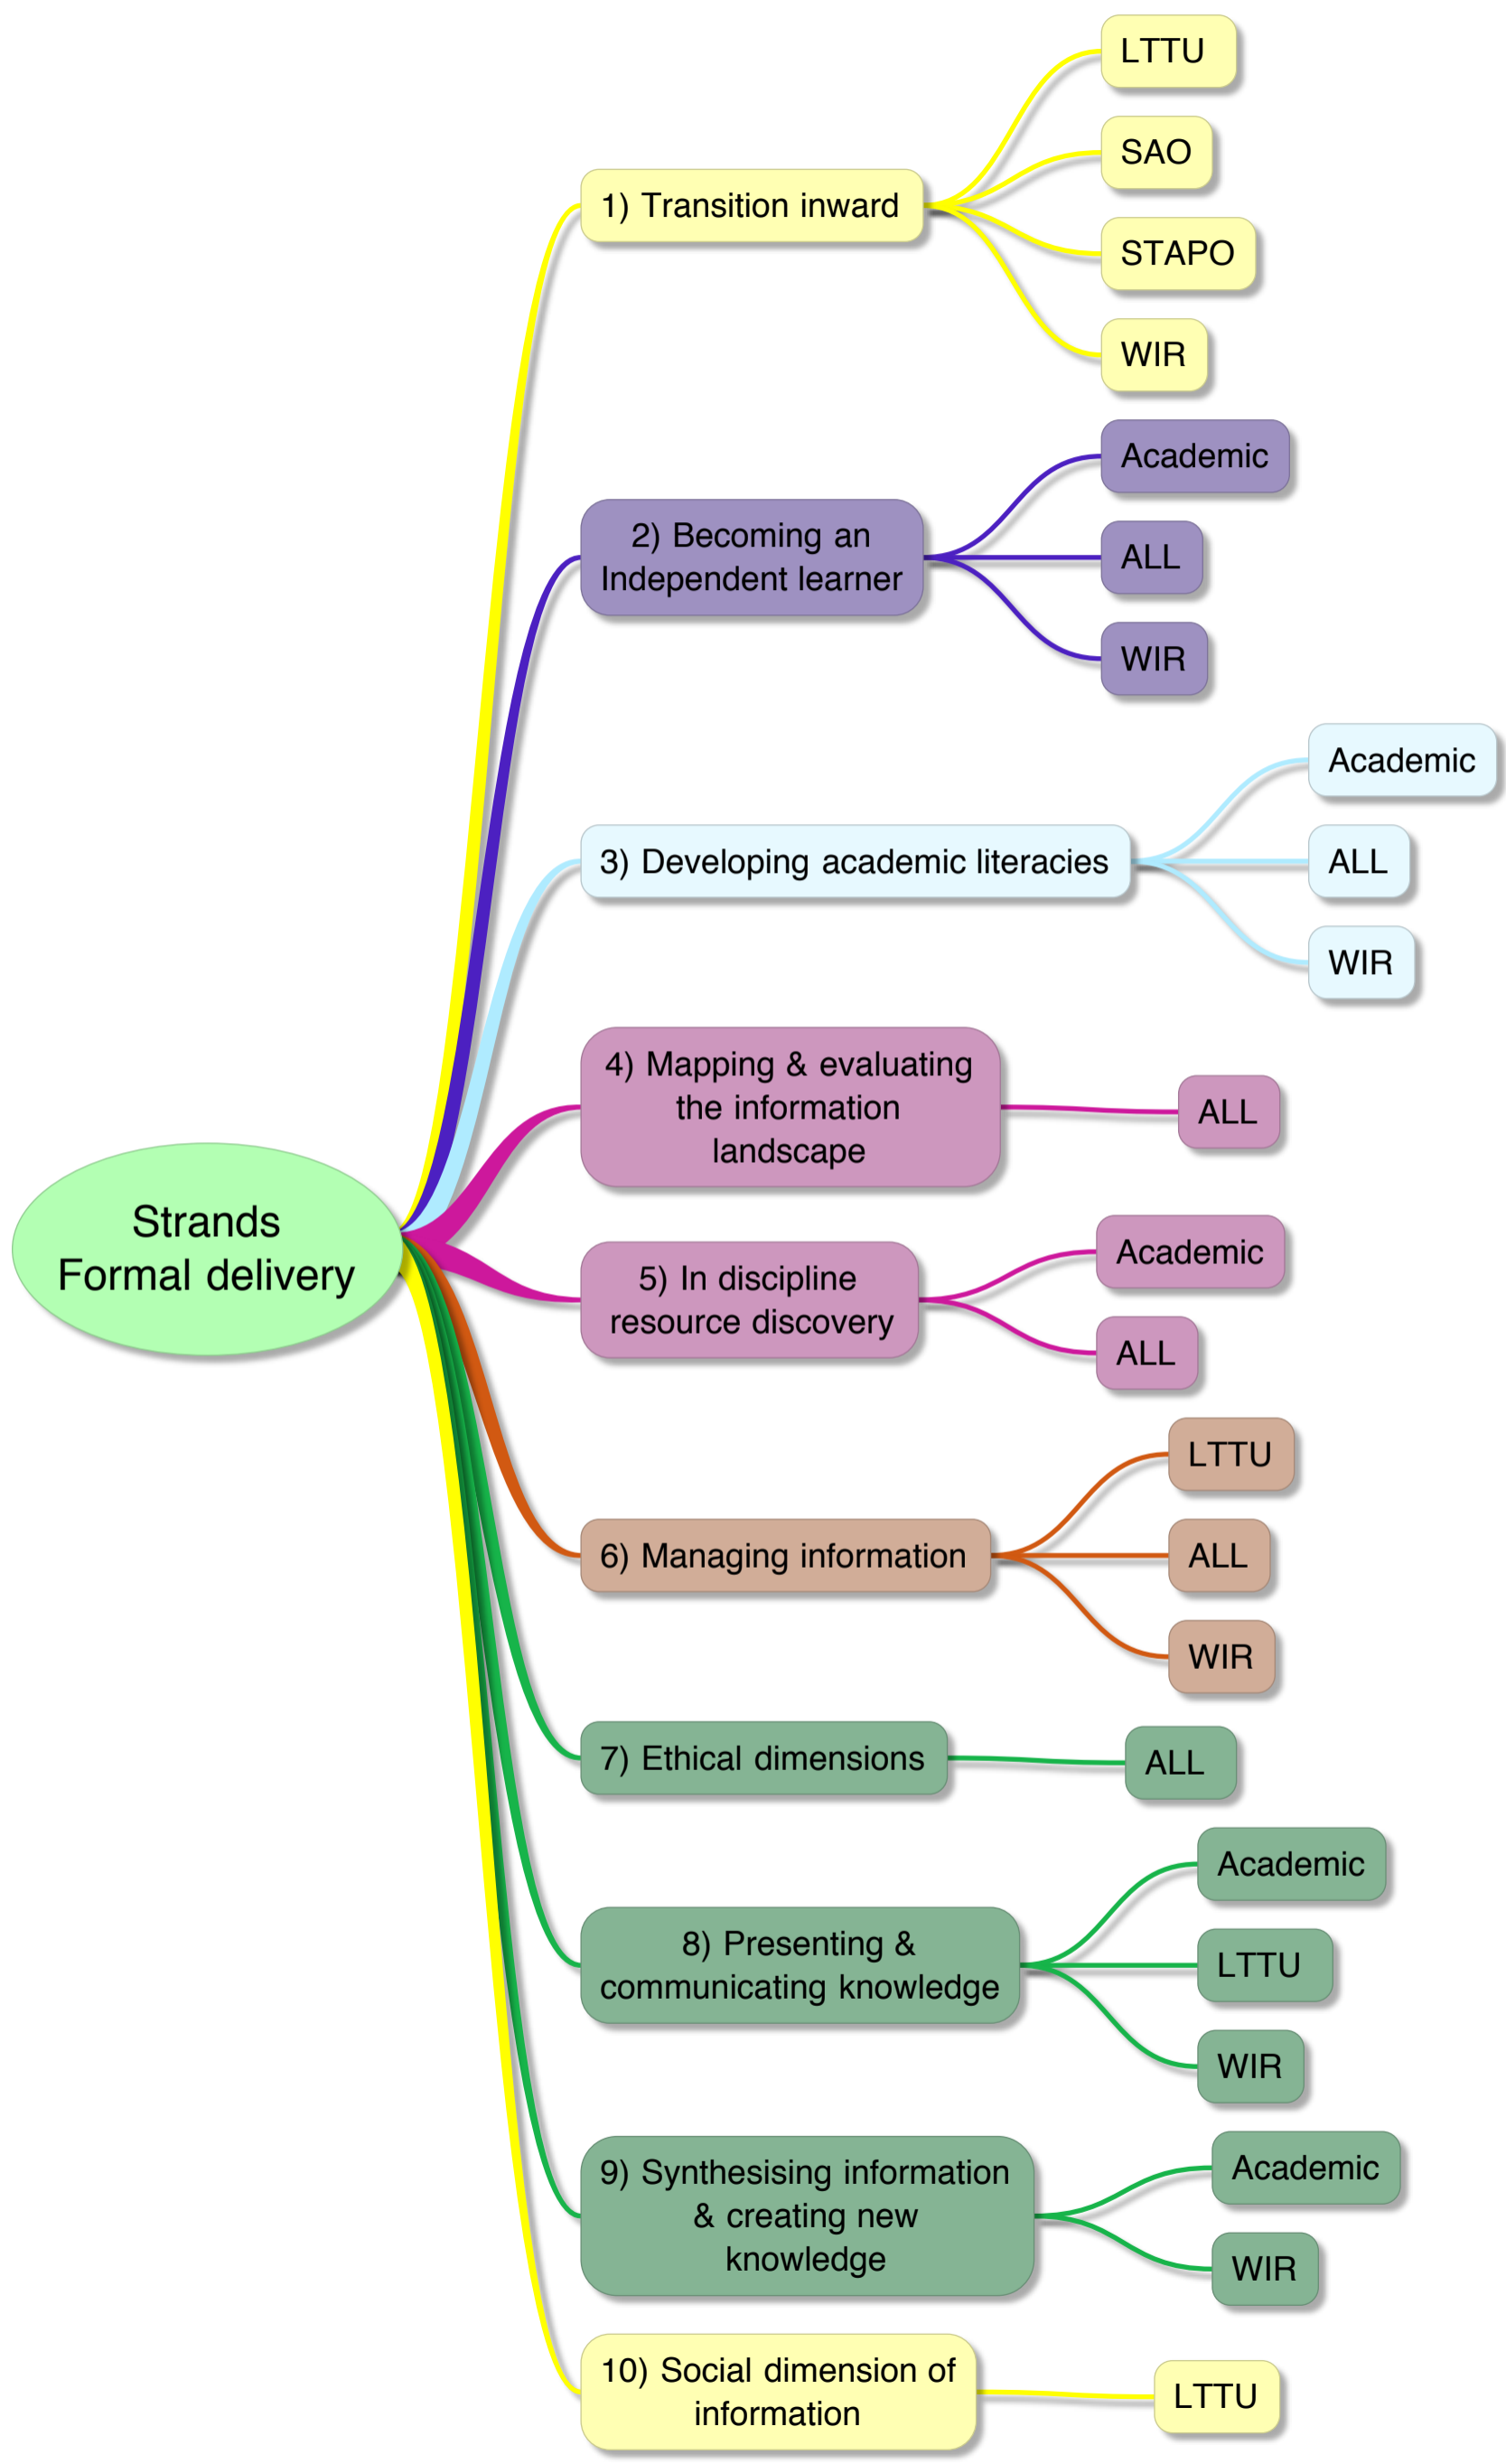 Strands
Formal delivery
1) Transition inward
LTTU
SAO
STAPO
WIR
2) Becoming an
Independent learner
Academic
ALL
WIR
3) Developing academic literacies
Academic
ALL
WIR
4) Mapping & evaluating
the information
landscape
ALL
5) In discipline
resource discovery
Academic
ALL
6) Managing information
LTTU
ALL
WIR
7) Ethical dimensions
ALL
8) Presenting &
communicating knowledge
Academic
LTTU
WIR
9) Synthesising information
& creating new
knowledge
Academic
WIR
10) Social dimension of
information
LTTU